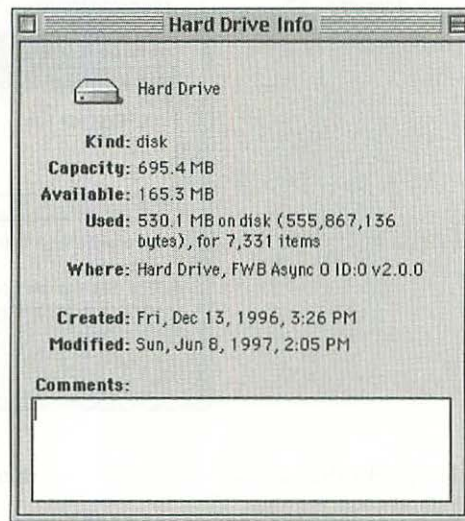 Hard Drive Info
Hard Drive
Kind: disk
Capacity: 695.4 MB
Available: 165.3 MB
Used: 530.1 MB on disk (555,867,136
bytes), for 7,331 items
Where: Hard Drive, FWB Async 0 ID:0 v2.0.0
Created: Fri, Dec 13, 1996, 3:26 PM
Modified: Sun, Jun 8, 1997, 2:05 PM
Comments: